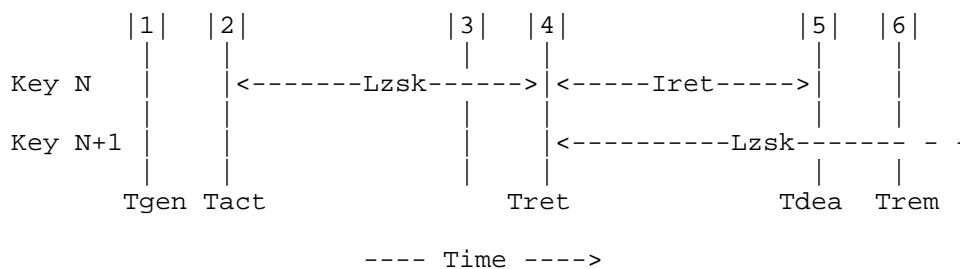 |1| |2| |3| |4| |5| |6|
| | | | | |
Key N | |<-------Lzsk------>|<-----Iret----->| |
| | | | | |
Key N+1 | | | |<----------Lzsk------- - -
| | | | | |
Tgen Tact Tret Tdea Trem
---- Time ---->